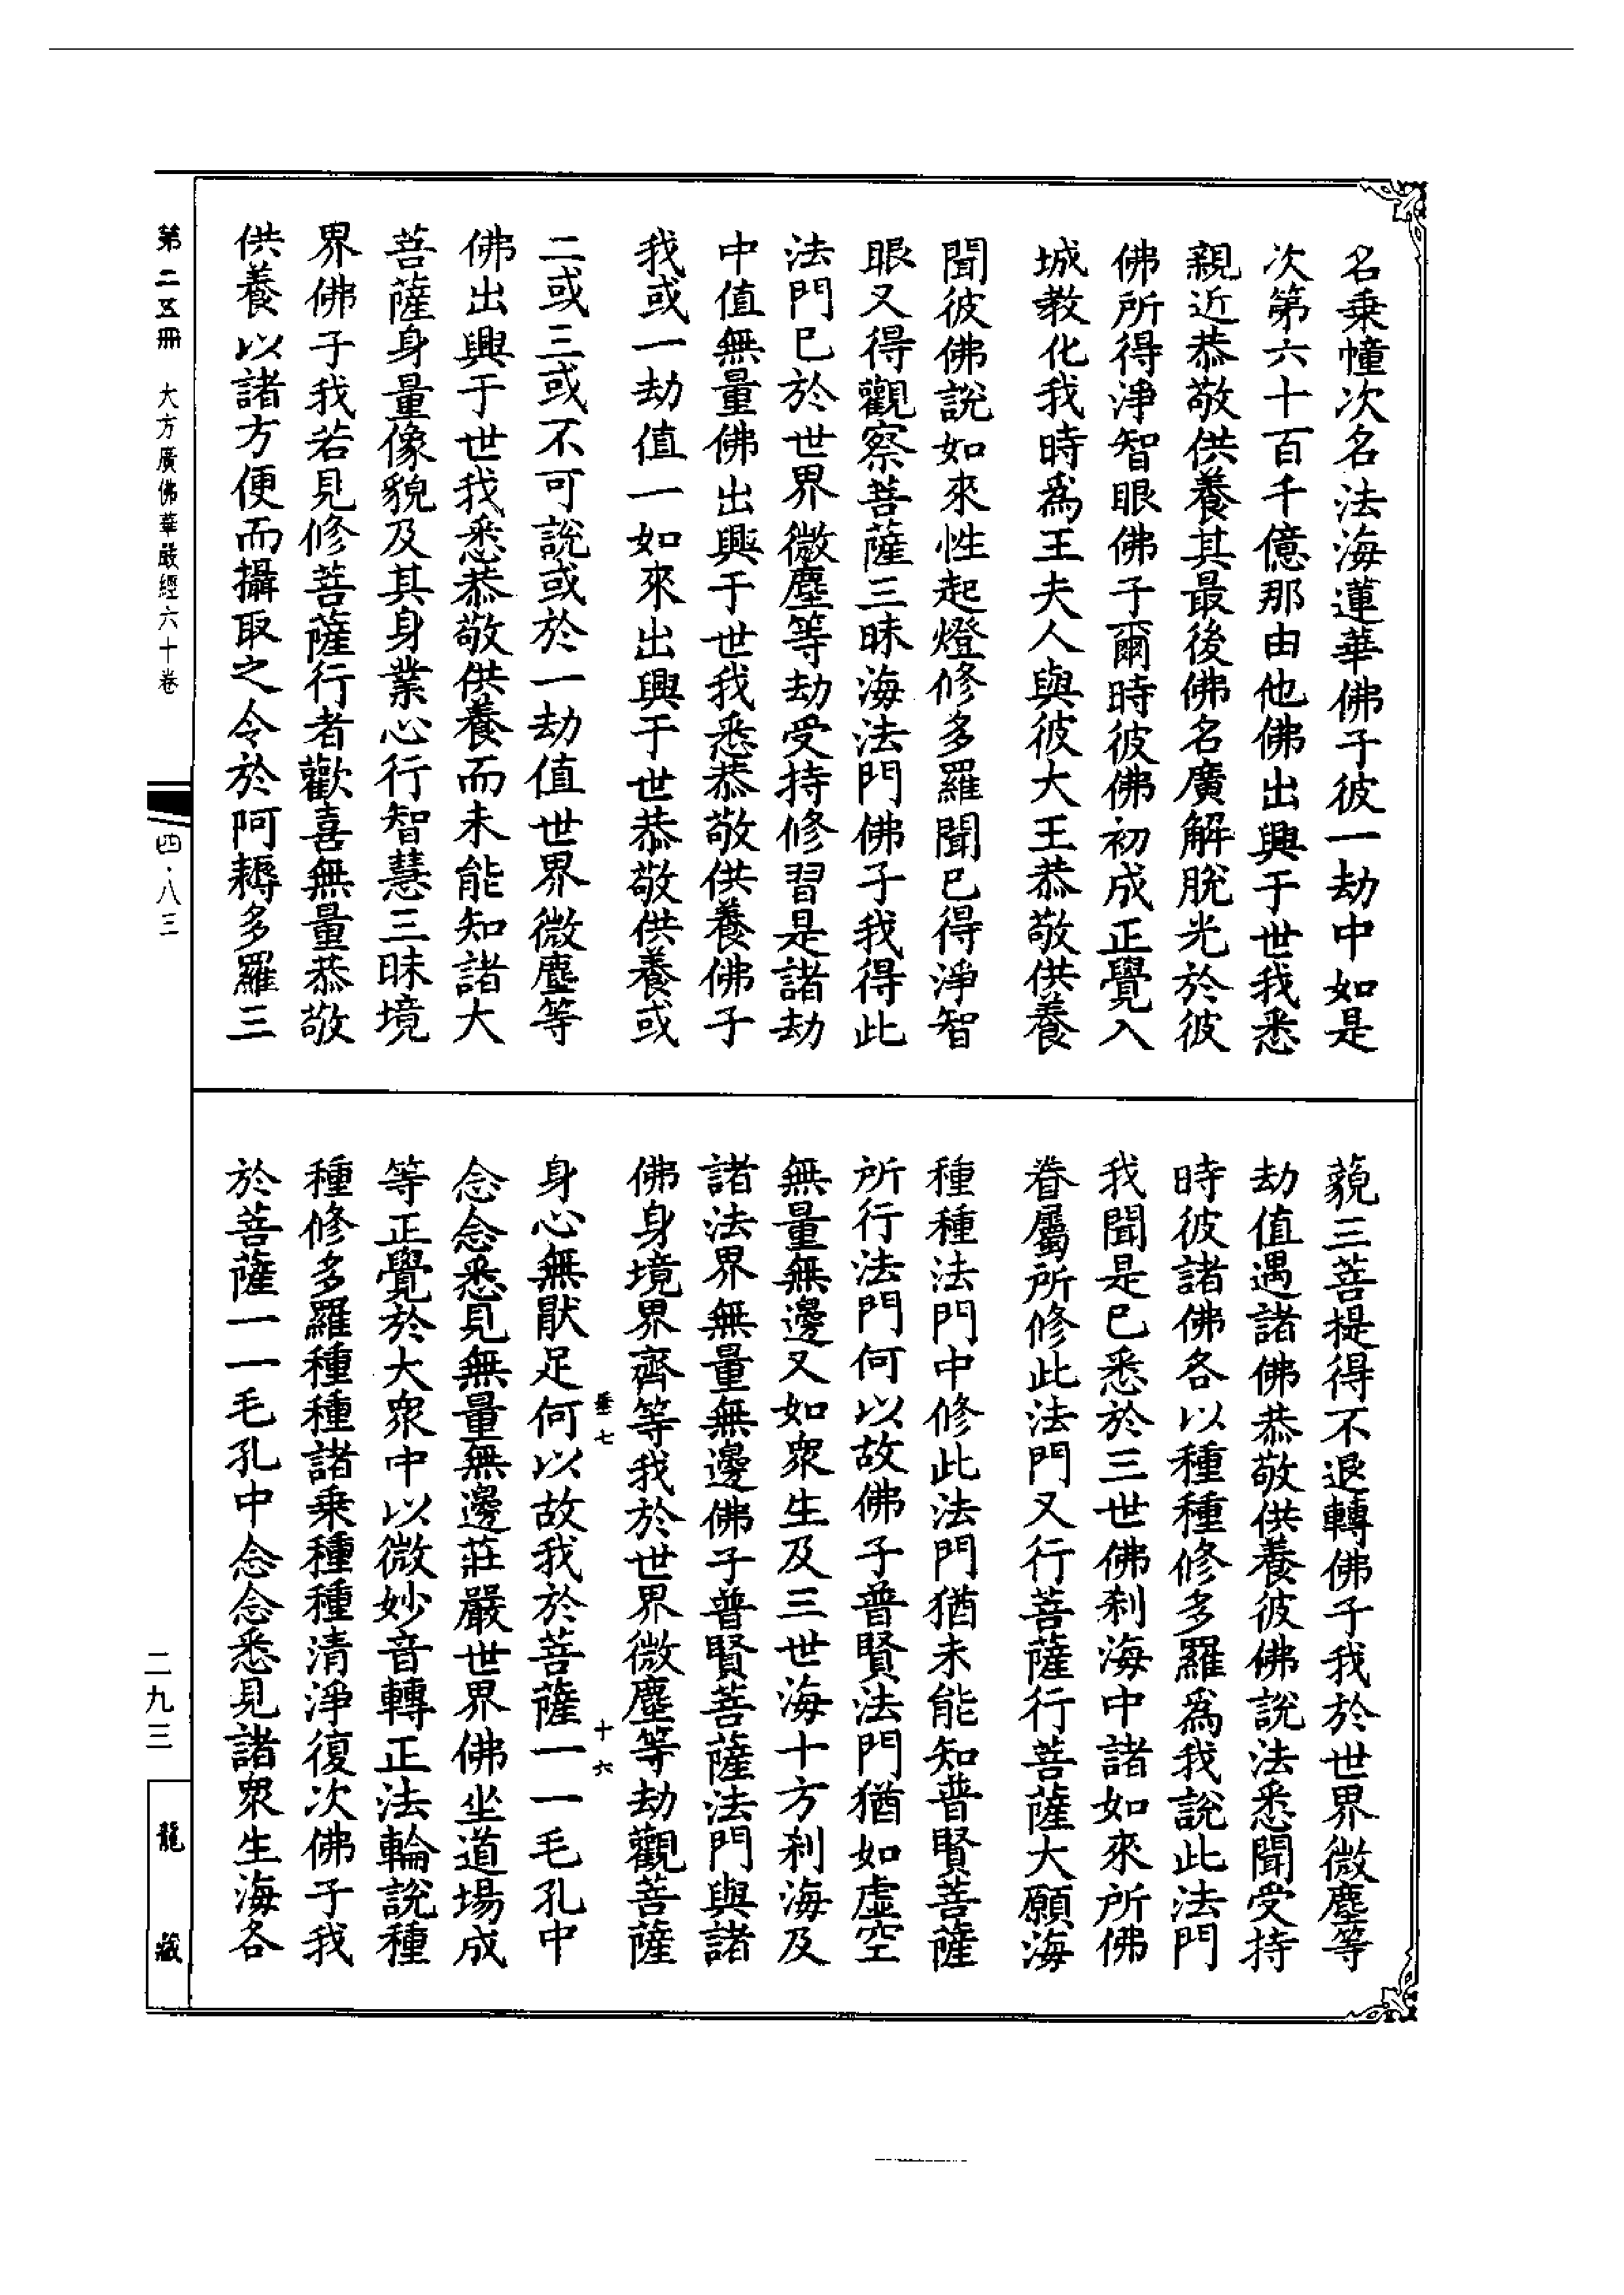 名乗幢次名法海蓮華佛子彼一劫中如是
次第六十百千億那由他佛出興于世我悉
親近恭敬供養其最後佛名廣解脫光於彼
佛所得淨智眼佛子爾時彼佛初成正覺入
城教化我時爲王夫人與彼大王恭敬供養
聞彼佛說如來性起燈修多羅聞已得淨智
眼又得觀察菩薩三昧海法門佛子我得此
法門已於世界微塵等劫受持修習是諸劫
中值無量佛出興于世我悉恭敬供養佛子
我或一劫值一如來出興于世恭敬供養或
二或三或不可說或於一劫值世界微塵等
佛出興于世我悉恭敬供養而未能知諸大
菩薩身量像貌及其身業心行智慧三昧境
界佛子我若見修菩薩行者歡喜無量恭敬
供養以諸方便而攝取之令於阿耨多羅三
藐三菩提得不退轉佛子我於世界微塵等
劫值遇諸佛恭敬供養彼佛說法悉聞受持
時彼諸佛各以種種修多羅爲我說此法門
我聞是已悉於三世佛刹海中諸如來所佛
眷屬所修此法門又行菩薩行菩薩大願海
種種法門中修此法門猶未能知普賢菩薩
所行法門何以故佛子普賢法門猶如虛空
無量無邊又如衆生及三世海十方刹海及
諸法界無量無邊佛子普賢菩薩法門與諸
佛身境界齊等我於世界微塵等劫觀菩薩
垂七 十六
身心無猒足何以故我於菩薩一一毛孔中
念念悉見無量無邊莊嚴世界佛坐道場成
等正覺於大衆中以微妙音轉正法輪說種
種修多羅種種諸乗種種清淨復次佛子我
於菩薩一一毛孔中念念悉見諸衆生海各
第二五冊 大方廣佛華嚴經六十卷 四·八三
二九三
龍藏